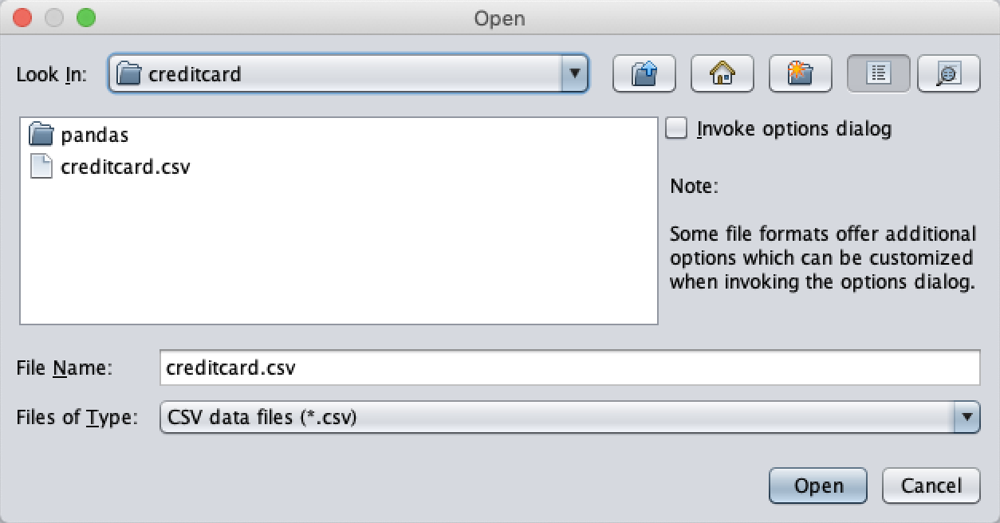 Open
Look In: creditcard
pandas
creditcard.csv
Invoke options dialog
Note:
Some file formats offer additional
options which can be customized
when invoking the options dialog.
File Name: creditcard.csv
Files of Type: CSV data files (*.csv)
Open Cancel